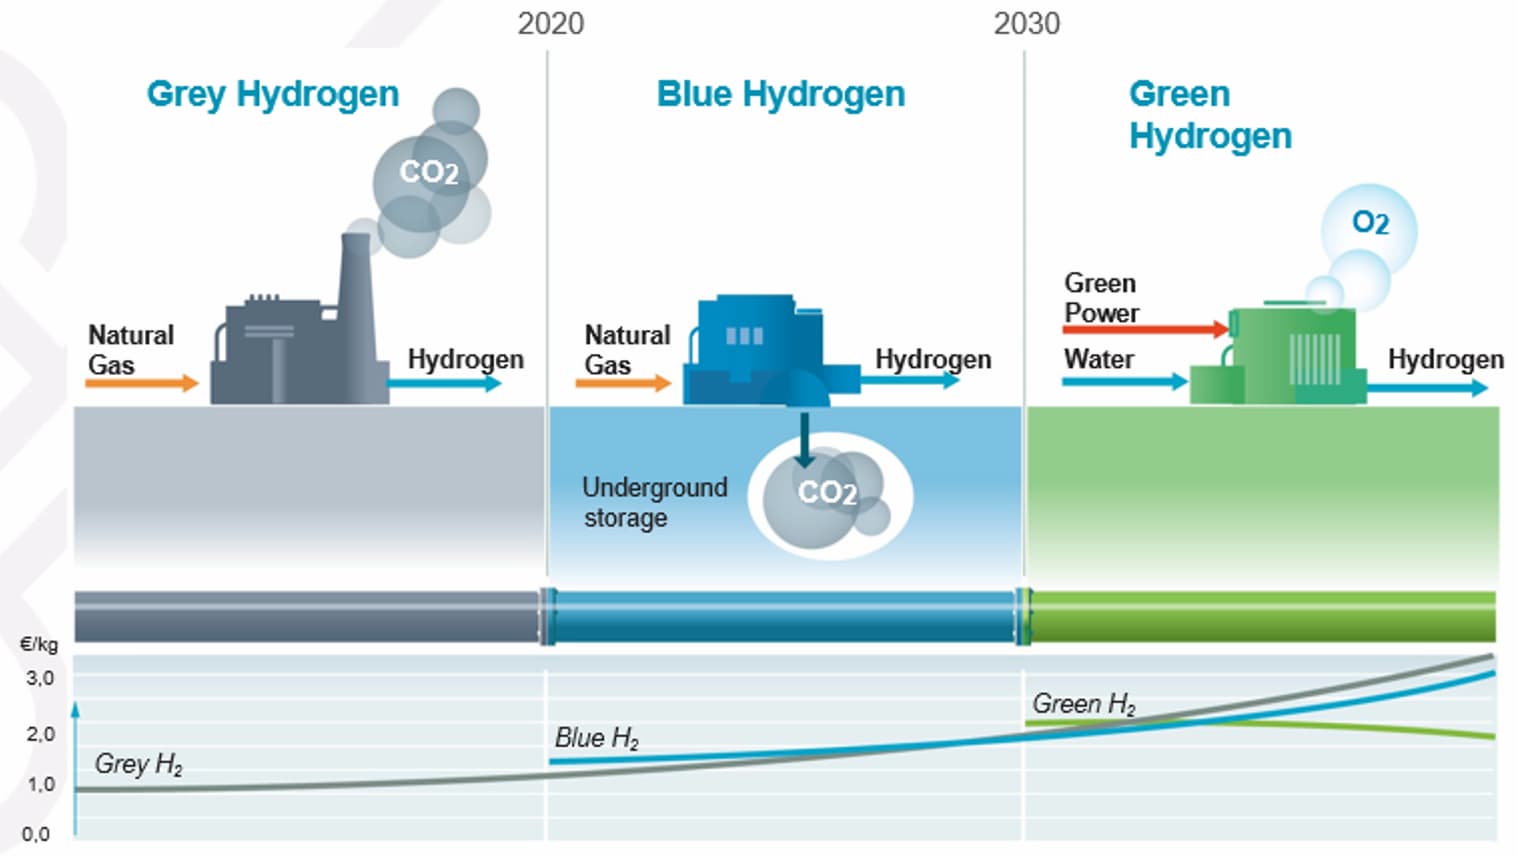 2020
2030
Grey Hydrogen
Blue Hydrogen
Green
Hydrogen
CO2
Natural
Gas
Hydrogen
Natural
Gas
Hydrogen
Underground
storage
CO2
O2
Green
Power
Water
Hydrogen
€/kg
3,0
2,0
1,0
0,0
Grey H2
Blue H2
Green H2